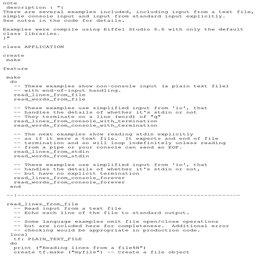 note
description : "{
There are several examples included, including input from a text file,
simple console input and input from standard input explicitly.
See notes in the code for details.
Examples were compile using Eiffel Studio 6.6 with only the default
class libraries.
}"
class APPLICATION
create
make
feature
make
do
-- These examples show non-console input (a plain text file)
-- with end-of-input handling.
read_lines_from_file
read_words_from_file
-- These examples use simplified input from 'io', that
-- handles the details of whether it's stdin or not
-- They terminate on a line (word) of "q"
read_lines_from_console_with_termination
read_words_from_console_with_termination
-- The next examples show reading stdin explicitly
-- as if it were a text file. It expects and end of file
-- termination and so will loop indefinitely unless reading
-- from a pipe or your console can send an EOF.
read_lines_from_stdin
read_words_from_stdin
-- These examples use simplified input from 'io', that
-- handles the details of whether it's stdin or not,
-- but have no explicit termination
read_lines_from_console_forever
read_words_from_console_forever
end
--|--------------------------------------------------------------
read_lines_from_file
-- Read input from a text file
-- Echo each line of the file to standard output.
--
-- Some language examples omit file open/close operations
-- but are included here for completeness. Additional error
-- checking would be appropriate in production code.
local
tf: PLAIN_TEXT_FILE
do
print ("Reading lines from a file%N")
create tf.make ("myfile") -- Create a file object